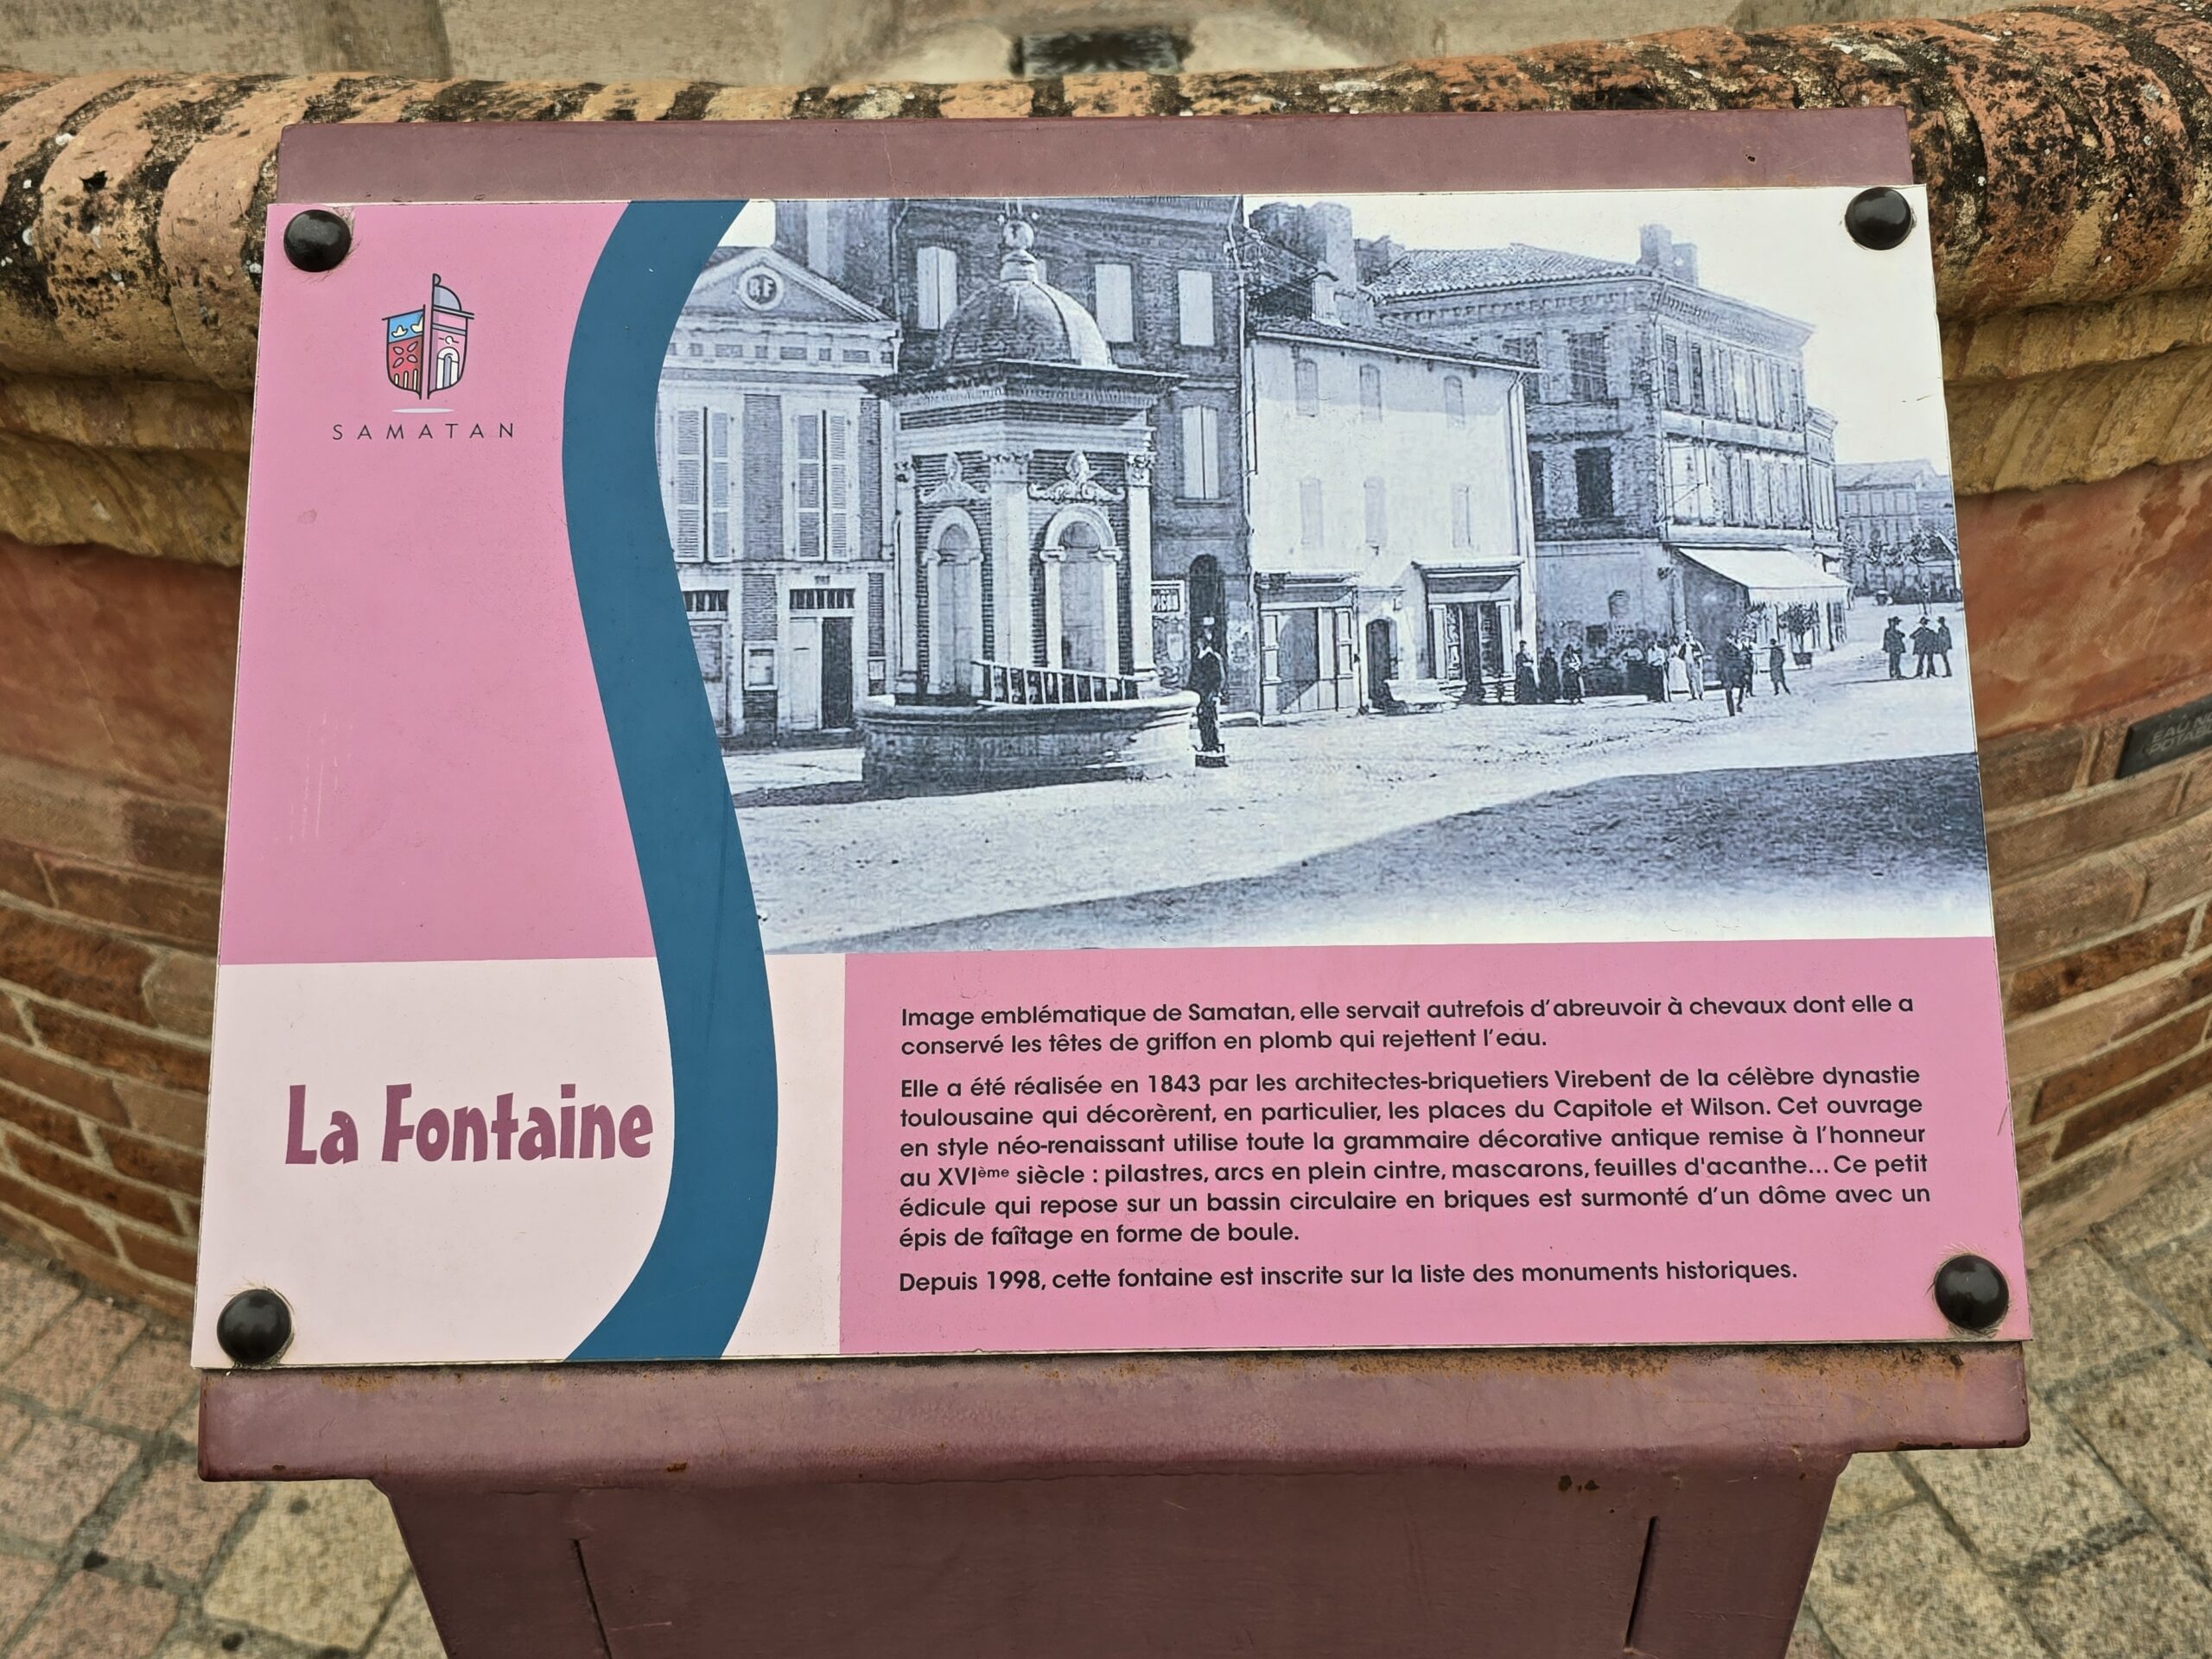 SAMATAN
RF
La Fontaine
Image emblématique de Samatan, elle servait autrefois d'abreuvoir à chevaux dont elle a
conservé les têtes de griffon en plomb qui rejettent l'eau.
Elle a été réalisée en 1843 par les architectes-briquetiers Virebent de la célèbre dynastie
toulousaine qui décorèrent, en particulier, les places du Capitole et Wilson. Cet ouvrage
en style néo-renaissant utilise toute la grammaire décorative antique remise à l'honneur
au XVIème siècle : pilastres, arcs en plein cintre, mascarons, feuilles d'acanthe... Ce petit
édicule qui repose sur un bassin circulaire en briques est surmonté d'un dôme avec un
épis de faîtage en forme de boule.
Depuis 1998, cette fontaine est inscrite sur la liste des monuments historiques.